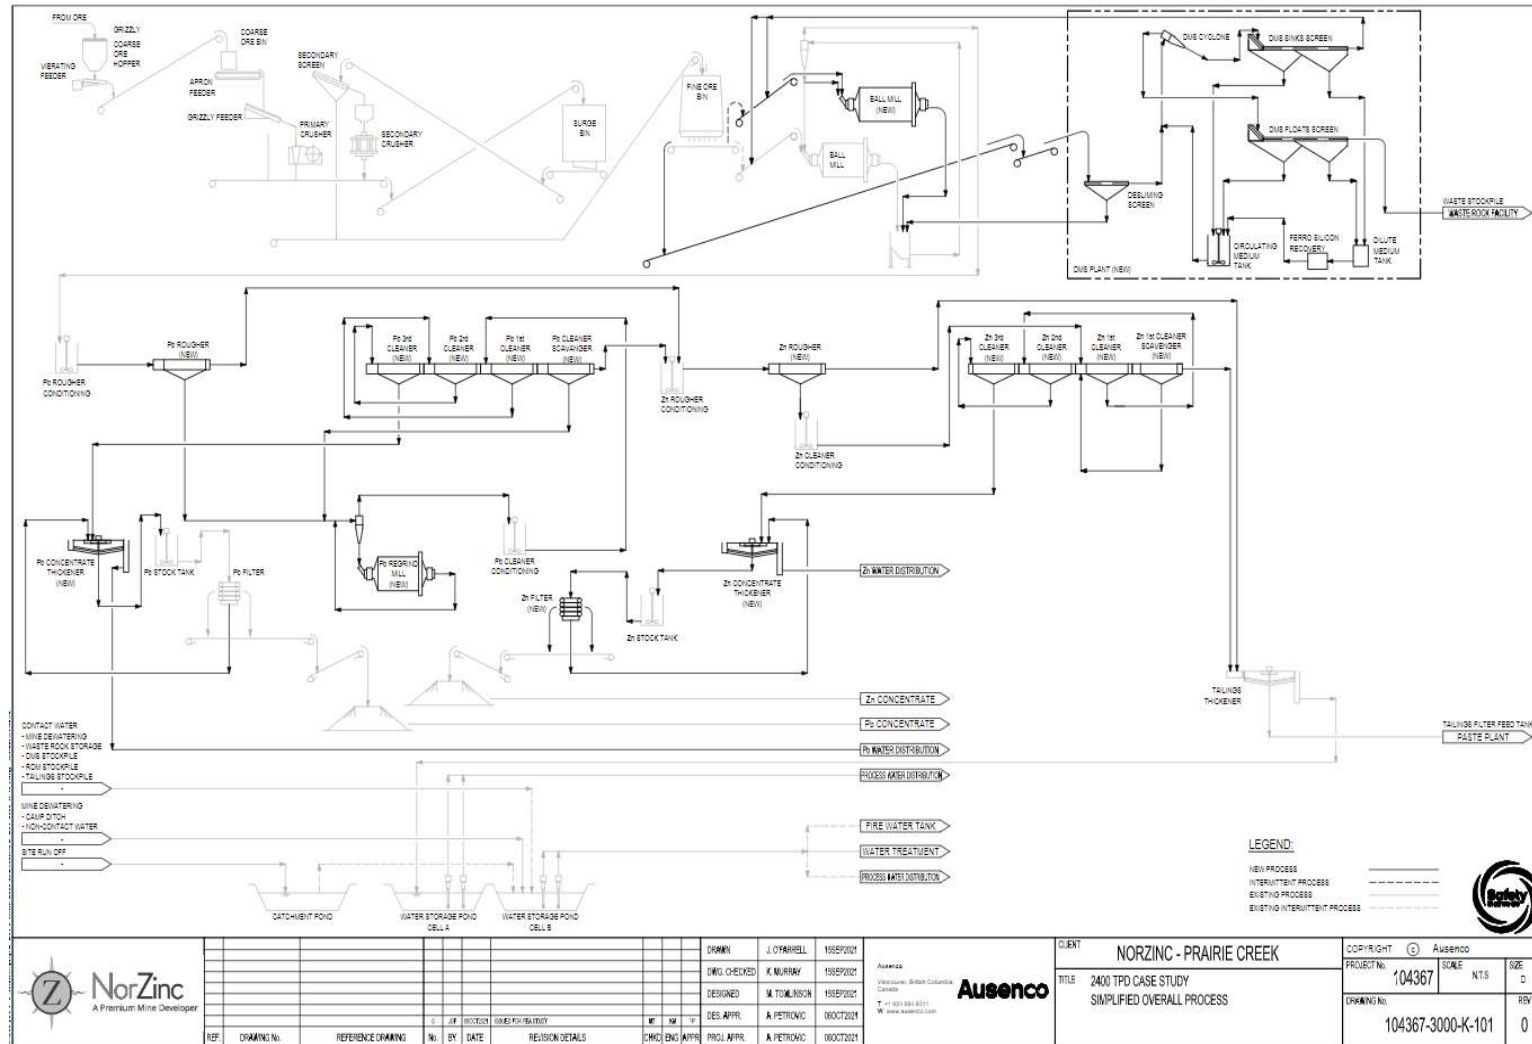 FROM ORE
GRIZZLY
COARSE
ORE
HOPPER
VIBRATING
FEEDER
COARSE
ORE BIN
APRON
FEEDER
GRIZZLY FEEDER
PRIMARY
CRUSHER
SECONDARY
SCREEN
SECONDARY
CRUSHER
SURGE
BIN
FINE ORE
BIN
BALL MILL
(NEW)
BALL
MILL
DESLIMING
SCREEN
DMS CYCLONE
DMS SINKS SCREEN
DMS FLOATS SCREEN
CIRCULATING
MEDIUM
TANK
FERRO SILICON
RECOVERY
DILUTE
MEDIUM
TANK
DMS PLANT (NEW)
WASTE STOCKPILE
WASTE ROCK FACILITY
Pb ROUGHER
CONDITIONING
Pb ROUGHER
(NEW)
Pb 3rd
CLEANER
(NEW)
Pb 2nd
CLEANER
(NEW)
Pb 1st
CLEANER
(NEW)
Pb CLEANER
SCAVANGER
(NEW)
Zn ROUGHER
CONDITIONING
Zn ROUGHER
(NEW)
Zn CLEANER
CONDITIONING
Zn 3rd
CLEANER
(NEW)
Zn 2nd
CLEANER
(NEW)
Zn 1st
CLEANER
(NEW)
Zn 1st CLEANER
SCAVENGER
(NEW)
Pb CONCENTRATE
THICKENER
(NEW)
Pb STOCK TANK
Pb FILTER
Pb REGRIND
MILL
(NEW)
Pb CLEANER
CONDITIONING
Zn FILTER
(NEW)
Zn STOCK TANK
Zn CONCENTRATE
THICKENER
(NEW)
Zn WATER DISTRIBUTION
TAILINGS
THICKENER
Zn CONCENTRATE
Pb CONCENTRATE
Pb WATER DISTRIBUTION
PROCESS WATER DISTRIBUTION
TAILINGS FILTER FEED TANK
PASTE PLANT
CONTACT WATER
- MINE DEWATERING
- WASTE ROCK STORAGE
- DMS STOCKPILE
- ROM STOCKPILE
- TAILINGS STOCKPILE
-
MINE DEWATERING
- CAMP DITCH
- NON-CONTACT WATER
-
SITE RUN OFF
-
FIRE WATER TANK
WATER TREATMENT
PROCESS WATER DISTRIBUTION
CATCHMENT POND
WATER STORAGE POND
CELL A
WATER STORAGE POND
CELL B
LEGEND:
NEW PROCESS
INTERMITTENT PROCESS
EXISTING PROCESS
EXISTING INTERMITTENT PROCESS
Safety
Z NorZinc
A Premium Mine Developer
0 JOF 06OCT2021 ISSUED FOR PEA STUDY MT KM
REF. DRAWING No. REFERENCE DRAWING No. BY DATE REVISION DETAILS CHKD ENG APPR
DRAWN J. O'FARRELL 15SEP2021
DWG. CHECKED K. MURRAY 15SEP2021
DESIGNED M. TOMLINSON 15SEP2021
DES. APPR. A. PETROVIC 06OCT2021
PROJ. APPR. A. PETROVIC 06OCT2021
Ausenco
Vancouver, British Columbia,
Canada
W www.ausenco.com
Ausenco
CLIENT NORZINC - PRAIRIE CREEK
TITLE 2400 TPD CASE STUDY
SIMPLIFIED OVERALL PROCESS
COPYRIGHT © Ausenco
PROJECT No. 104367
SCALE N.T.S
SIZE D
DRAWING No. 104367-3000-K-101
REV 0